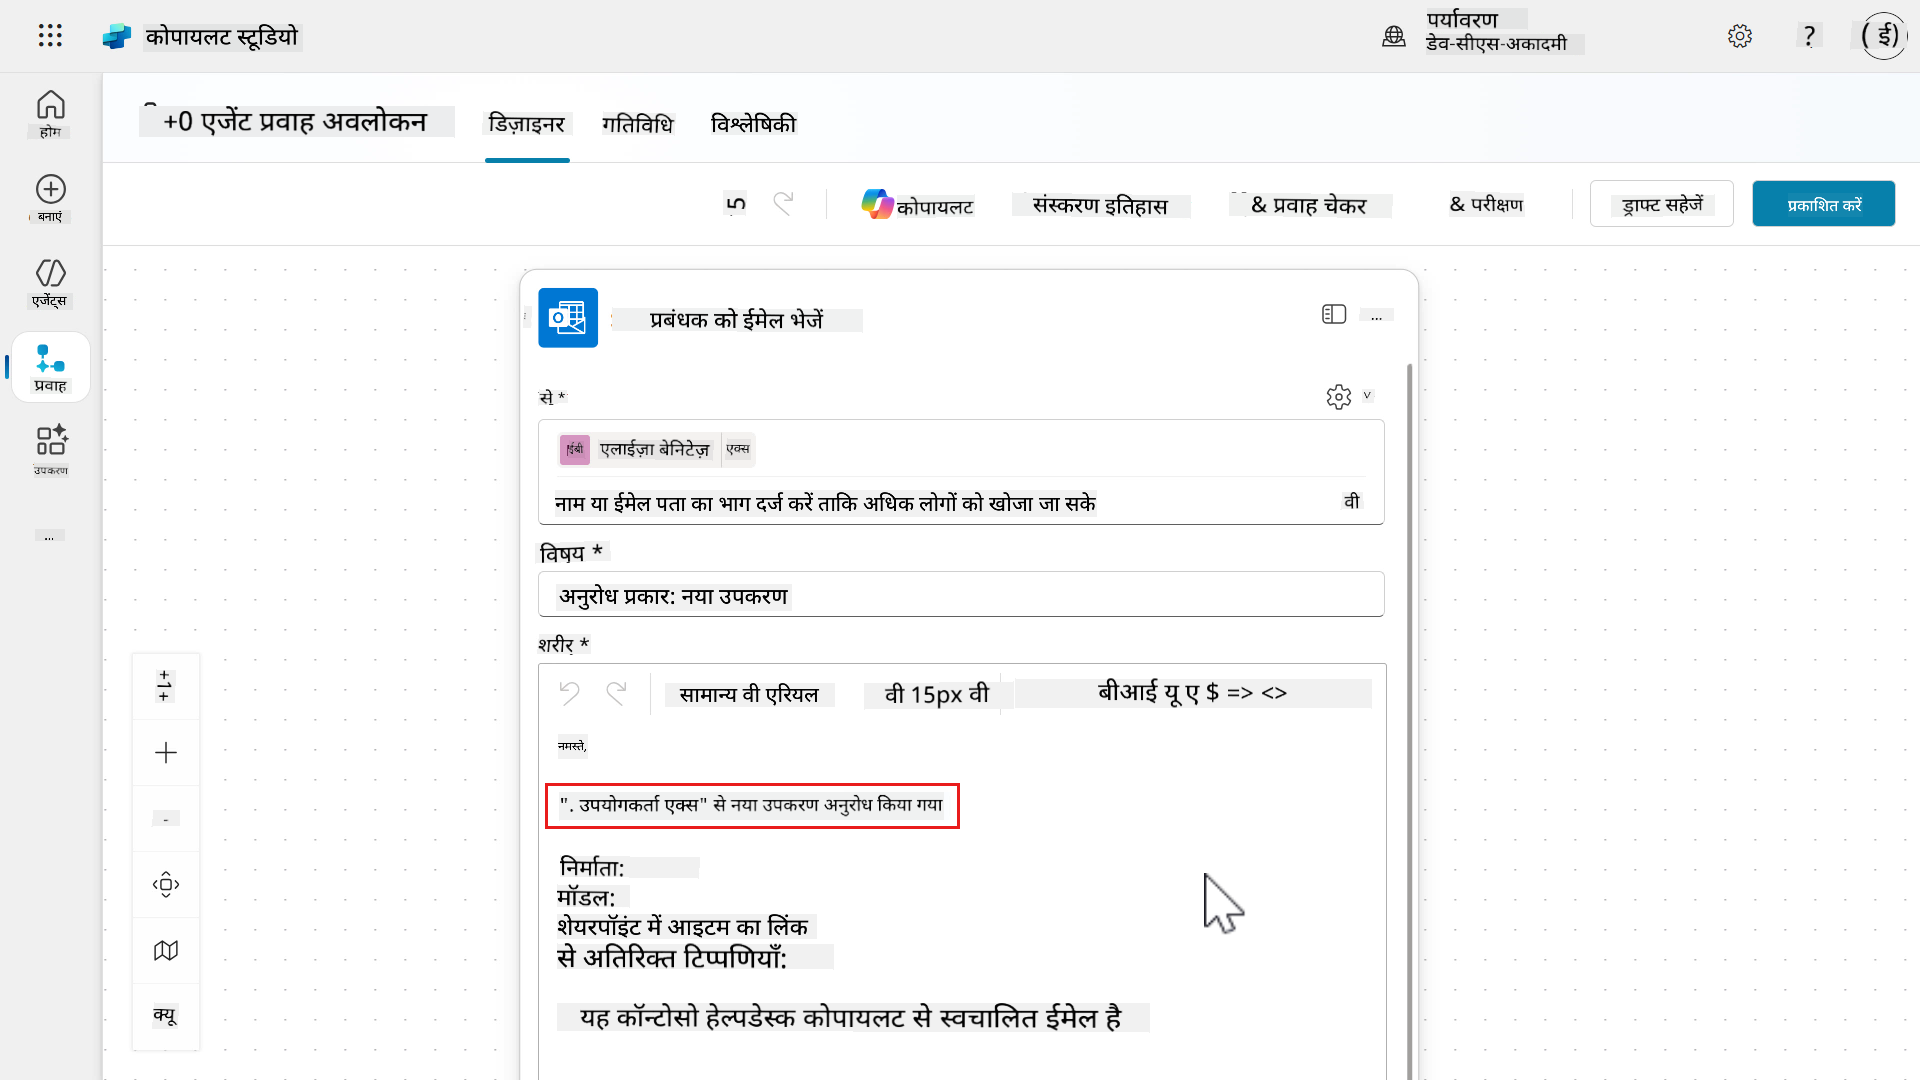 कोपायलट स्टूडियो
पर्यावरण
डेव-सीएस-अकादमी
?
( ई)
होम
बनाएं
एजेंट्स
प्रवाह
उपकरण
...
+0 एजेंट प्रवाह अवलोकन
डिज़ाइनर
गतिविधि
विश्लेषिकी
5
कोपायलट
संस्करण इतिहास
& प्रवाह चेकर
& परीक्षण
ड्राफ्ट सहेजें
प्रकाशित करें
प्रबंधक को ईमेल भेजें
...
से *
ईबी
एलाईज़ा बेनिटेज़
एक्स
नाम या ईमेल पता का भाग दर्ज करें ताकि अधिक लोगों को खोजा जा सके
वी
विषय *
अनुरोध प्रकार: नया उपकरण
शरीर *
सामान्य वी एरियल
वी 15px वी
बीआई यू ए $ => <>
नमस्ते,
". उपयोगकर्ता एक्स" से नया उपकरण अनुरोध किया गया
निर्माता:
मॉडल:
शेयरपॉइंट में आइटम का लिंक
से अतिरिक्त टिप्पणियाँ:
यह कॉन्टोसो हेल्पडेस्क कोपायलट से स्वचालित ईमेल है
क्यू